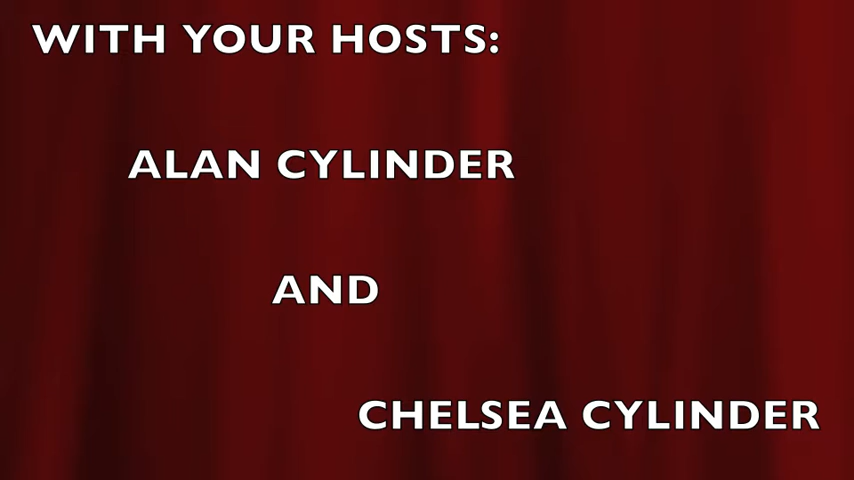 WITH YOUR HOSTS:
ALAN CYLINDER
AND
CHELSEA CYLINDER